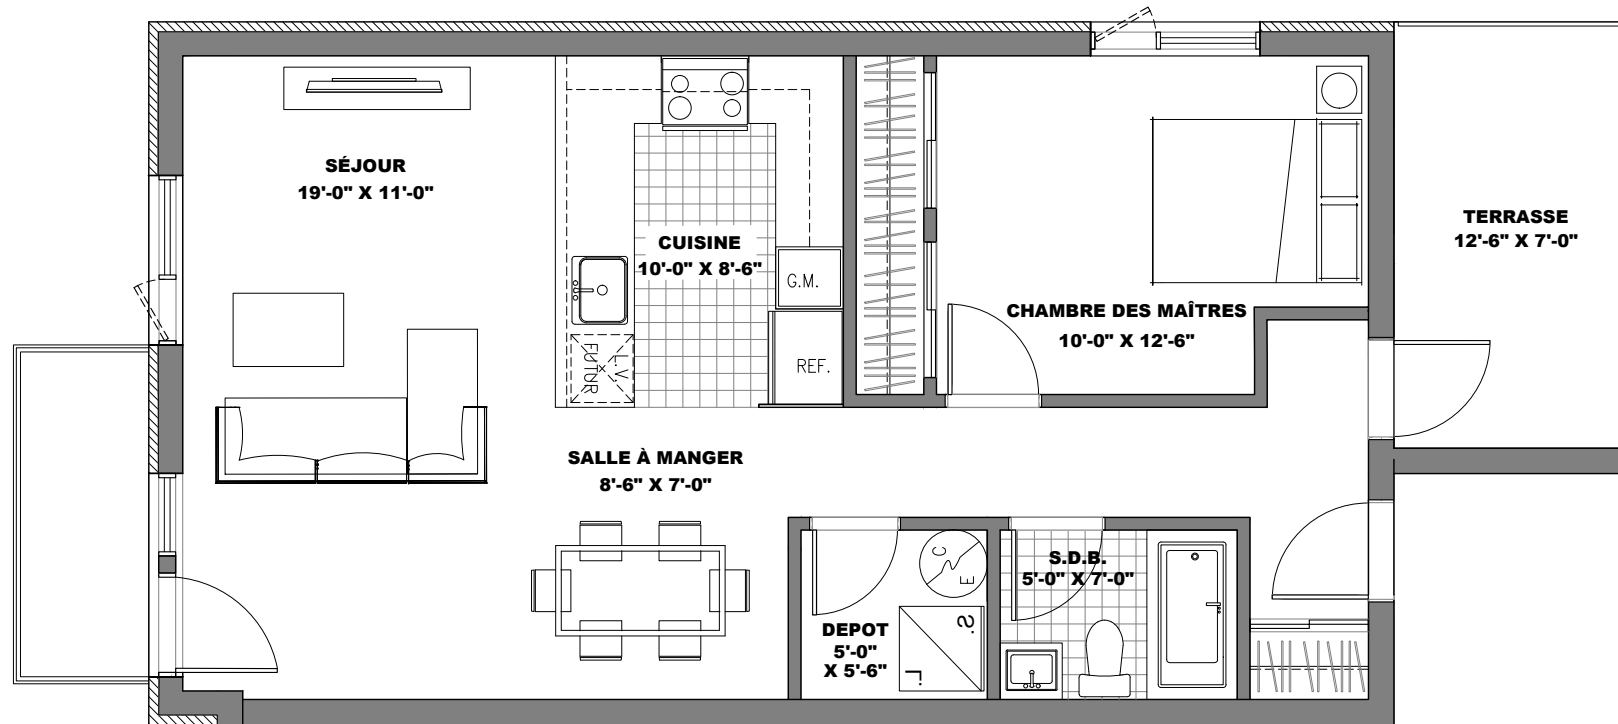 SÉJOUR
19'-0" X 11'-0"
CUISINE
10'-0" X 8'-6"
G.M.
REF.
L.V.
FUTUR
CHAMBRE DES MAÎTRES
10'-0" X 12'-6"
TERRASSE
12'-6" X 7'-0"
SALLE À MANGER
8'-6" X 7'-0"
DEPOT
5'-0"
X 5'-6"
C
E
S.
L.
S.D.B.
5'-0" X 7'-0"